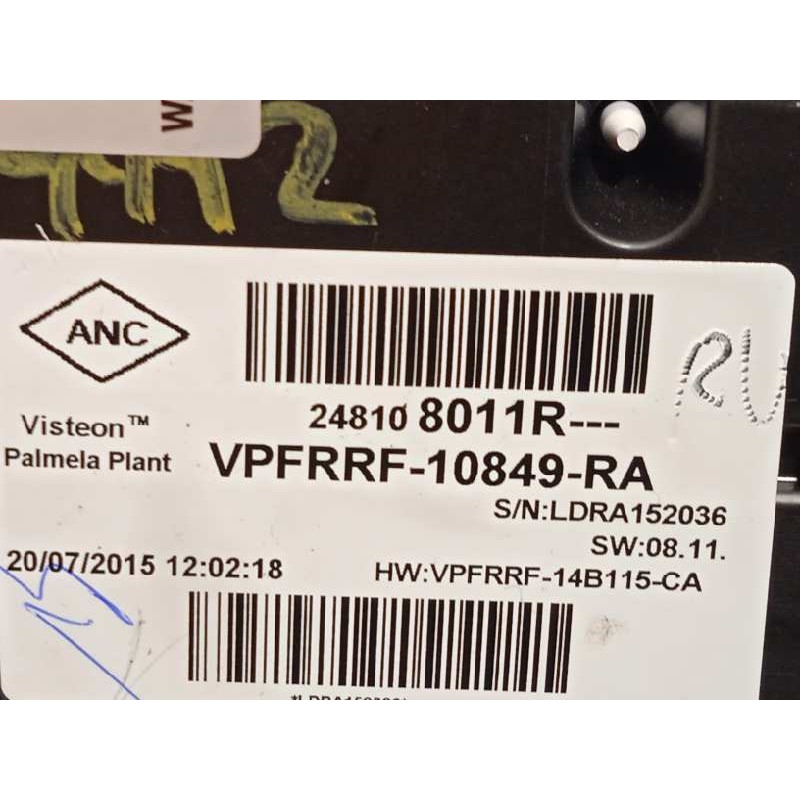 W
ANC
24810 8011R---
Visteon™
VPFRRF-10849-RA
Palmela Plant
S/N:LDRA152036
SW:08.11.
20/07/2015 12:02:18
HW:VPFRRF-14B115-CA